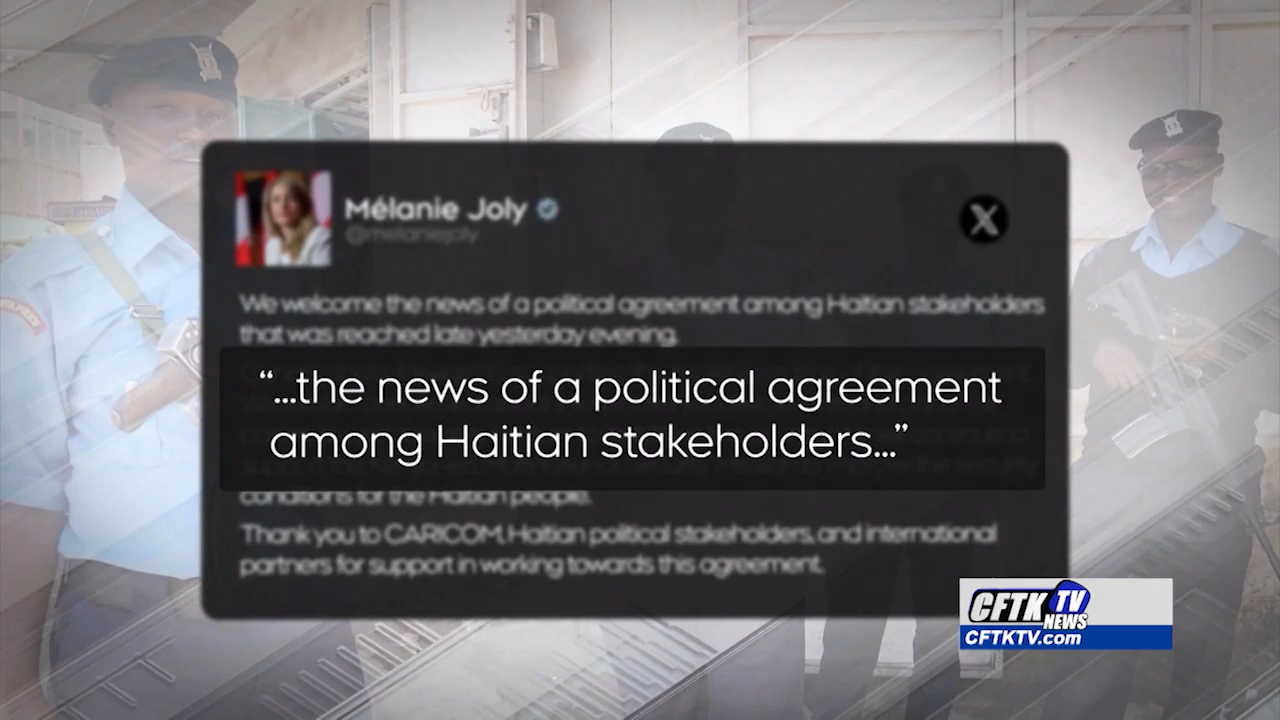 Mélanie Joly
@melaniejoly
X
We welcome the news of a political agreement among Haitian stakeholders
that was reached late yesterday evening.
“...the news of a political agreement
among Haitian stakeholders...”
conditions for the Haitian people.
Thank you to CARICOM, Haitian political stakeholders, and international
partners for support in working towards this agreement.
CFTK TV
NEWS
CFTKTV.com